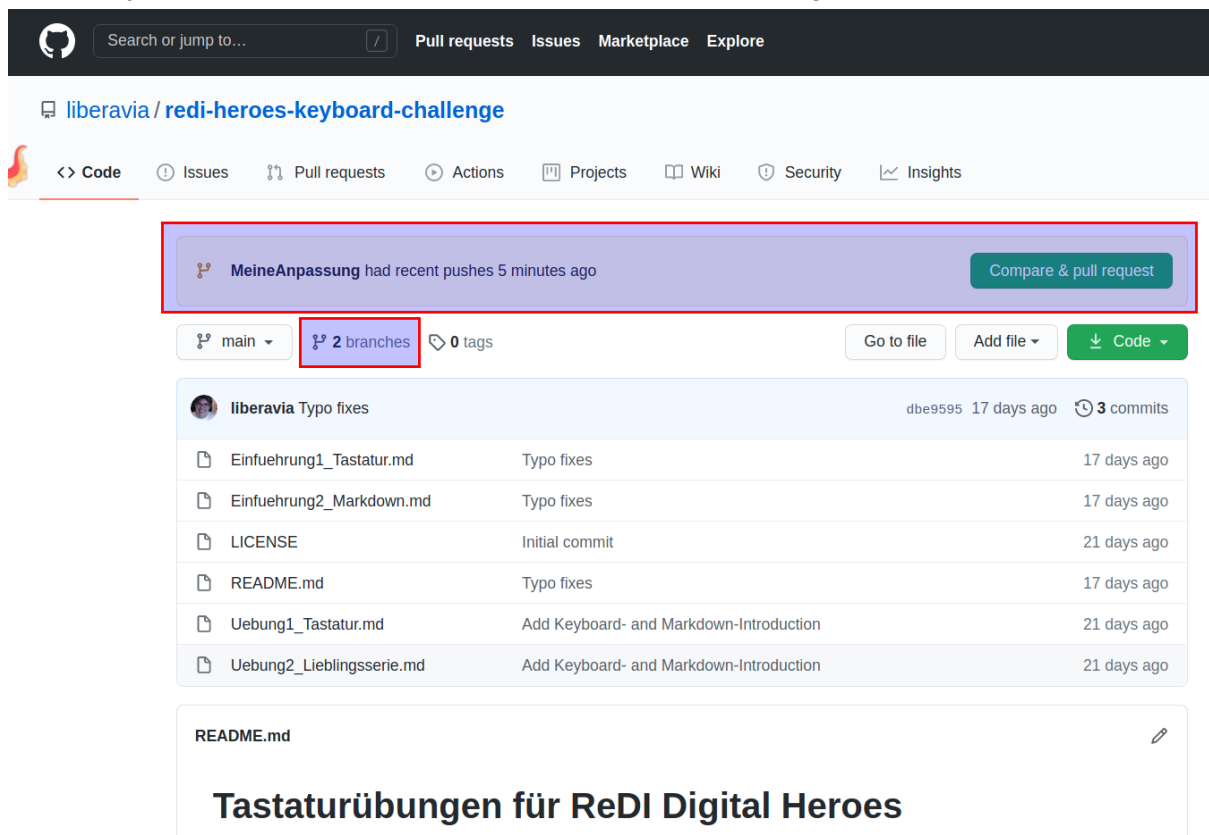 Search or jump to... / Pull requests Issues Marketplace Explore
liberavia / redi-heroes-keyboard-challenge
<> Code Issues Pull requests Actions Projects Wiki Security Insights
MeineAnpassung had recent pushes 5 minutes ago Compare & pull request
main 2 branches 0 tags Go to file Add file Code
liberavia Typo fixes dbe9595 17 days ago 3 commits
Einfuehrung1_Tastatur.md Typo fixes 17 days ago
Einfuehrung2_Markdown.md Typo fixes 17 days ago
LICENSE Initial commit 21 days ago
README.md Typo fixes 17 days ago
Uebung1_Tastatur.md Add Keyboard- and Markdown-Introduction 21 days ago
Uebung2_Lieblingsserie.md Add Keyboard- and Markdown-Introduction 21 days ago
README.md
Tastaturübungen für ReDI Digital Heroes